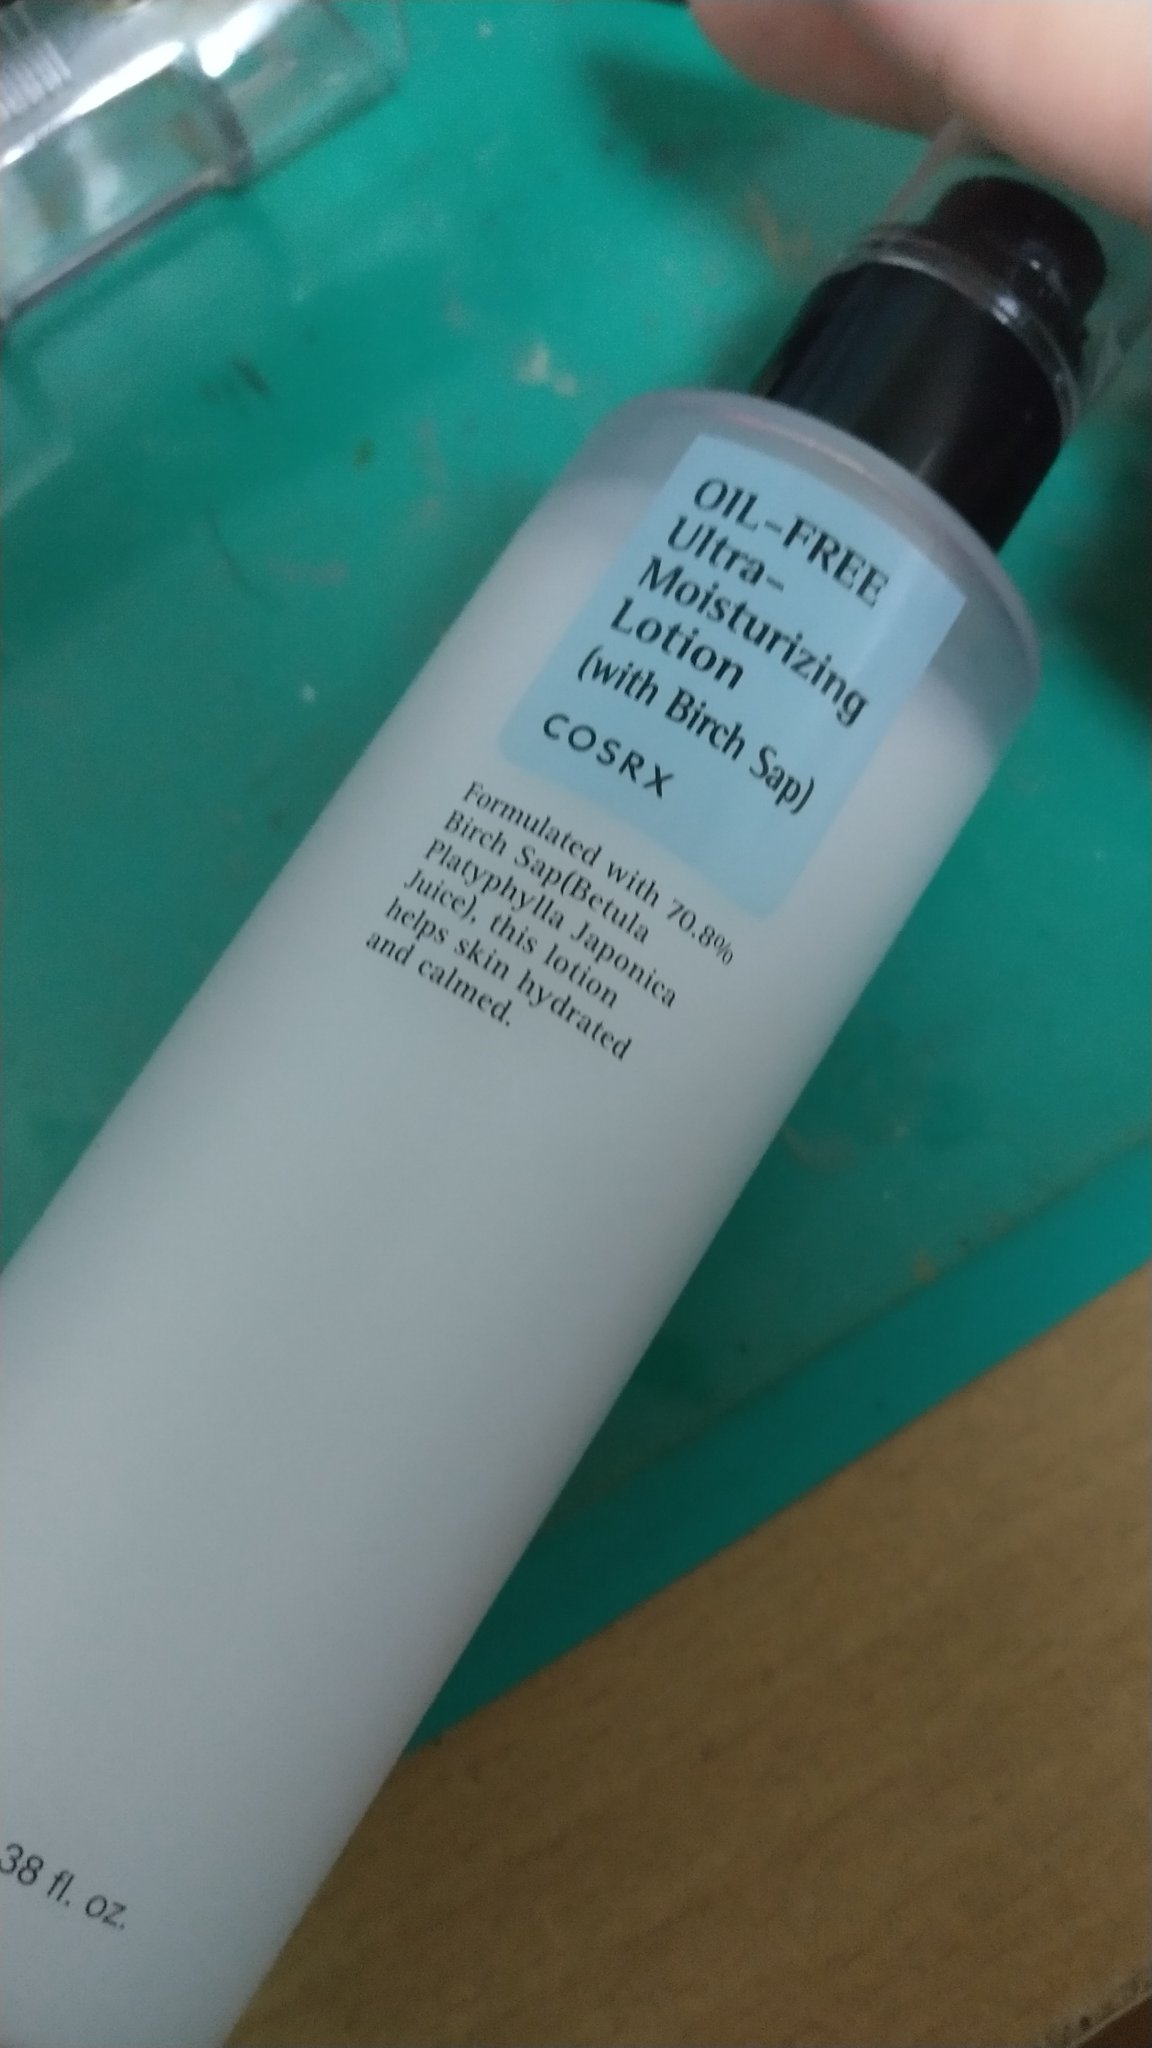 OIL-FREE
Ultra-
Moisturizing
Lotion
(with Birch Sap)
COSRX
Formulated with 70.8%
Birch Sap(Betula
Platyphylla Japonica
Juice), this lotion
helps skin hydrated
and calmed.
38 fl. oz.